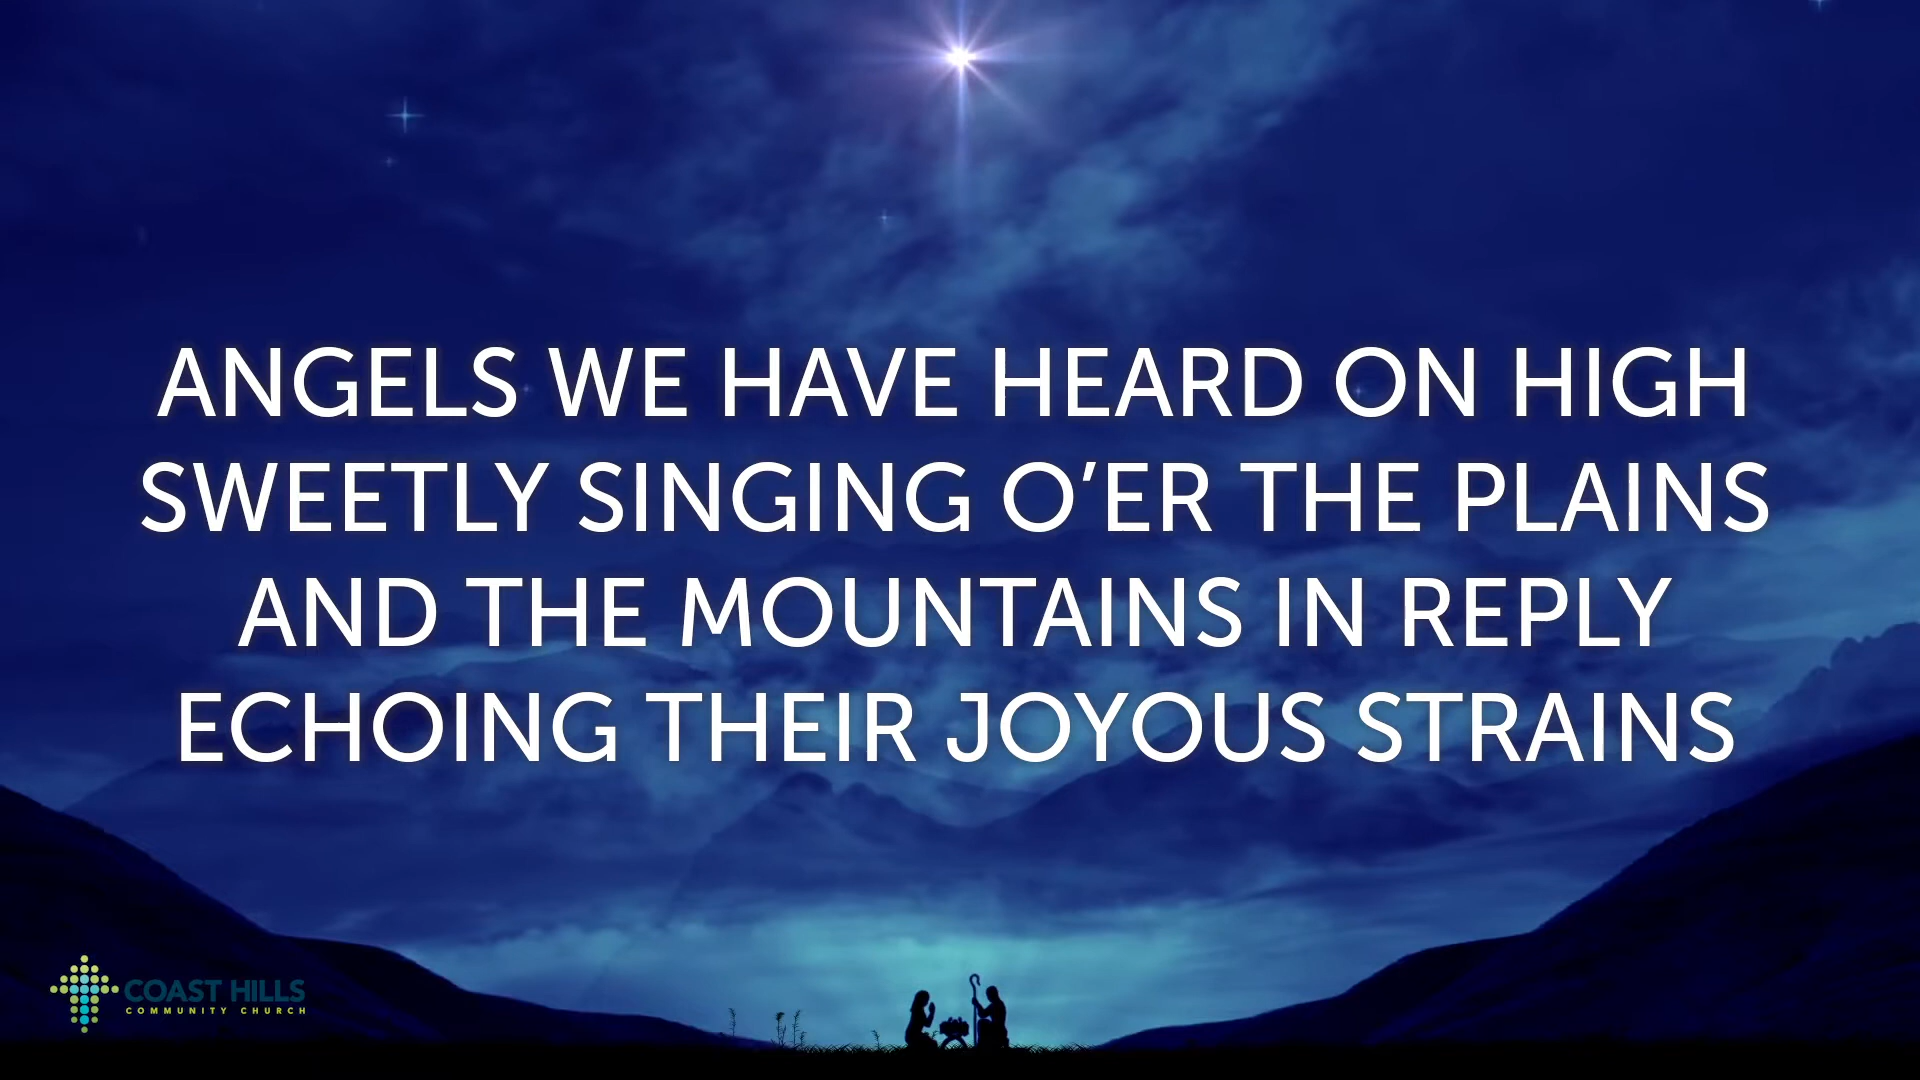 ANGELS WE HAVE HEARD ON HIGH
SWEETLY SINGING O’ER THE PLAINS
AND THE MOUNTAINS IN REPLY
ECHOING THEIR JOYOUS STRAINS
COAST HILLS
COMMUNITY CHURCH